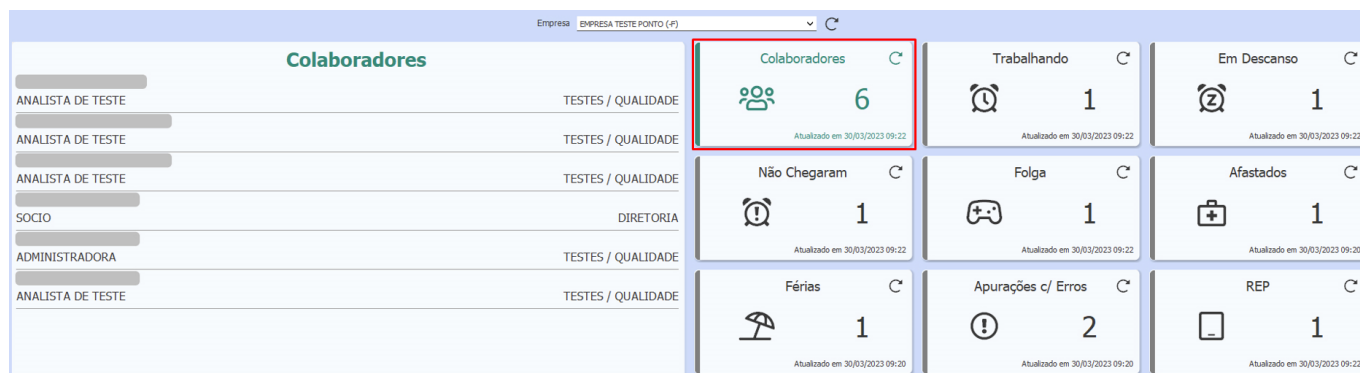 Empresa EMPRESA TESTE PONTO (-F)
Colaboradores
ANALISTA DE TESTE TESTES / QUALIDADE
ANALISTA DE TESTE TESTES / QUALIDADE
ANALISTA DE TESTE TESTES / QUALIDADE
SOCIO DIRETORIA
ADMINISTRADORA TESTES / QUALIDADE
ANALISTA DE TESTE TESTES / QUALIDADE
Colaboradores
6
Atualizado em 30/03/2023 09:22
Trabalhando
1
Atualizado em 30/03/2023 09:22
Em Descanso
1
Atualizado em 30/03/2023 09:22
Não Chegaram
1
Atualizado em 30/03/2023 09:22
Folga
1
Atualizado em 30/03/2023 09:22
Afastados
1
Atualizado em 30/03/2023 09:20
Férias
1
Atualizado em 30/03/2023 09:20
Apurações c/ Erros
2
Atualizado em 30/03/2023 09:20
REP
1
Atualizado em 30/03/2023 09:22